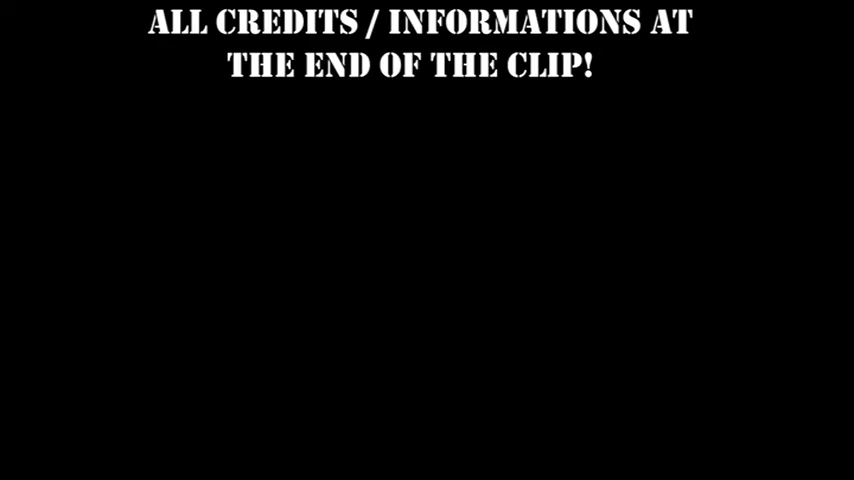 ALL CREDITS / INFORMATIONS AT
THE END OF THE CLIP!